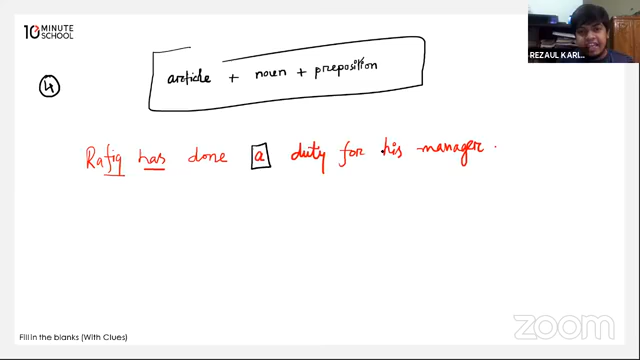 10 MINUTE SCHOOL
REZAUL KARI...
4
article + noun + preposition
Rafiq has done a duty for his manager.
Fill in the blanks (With Clues)
zoom